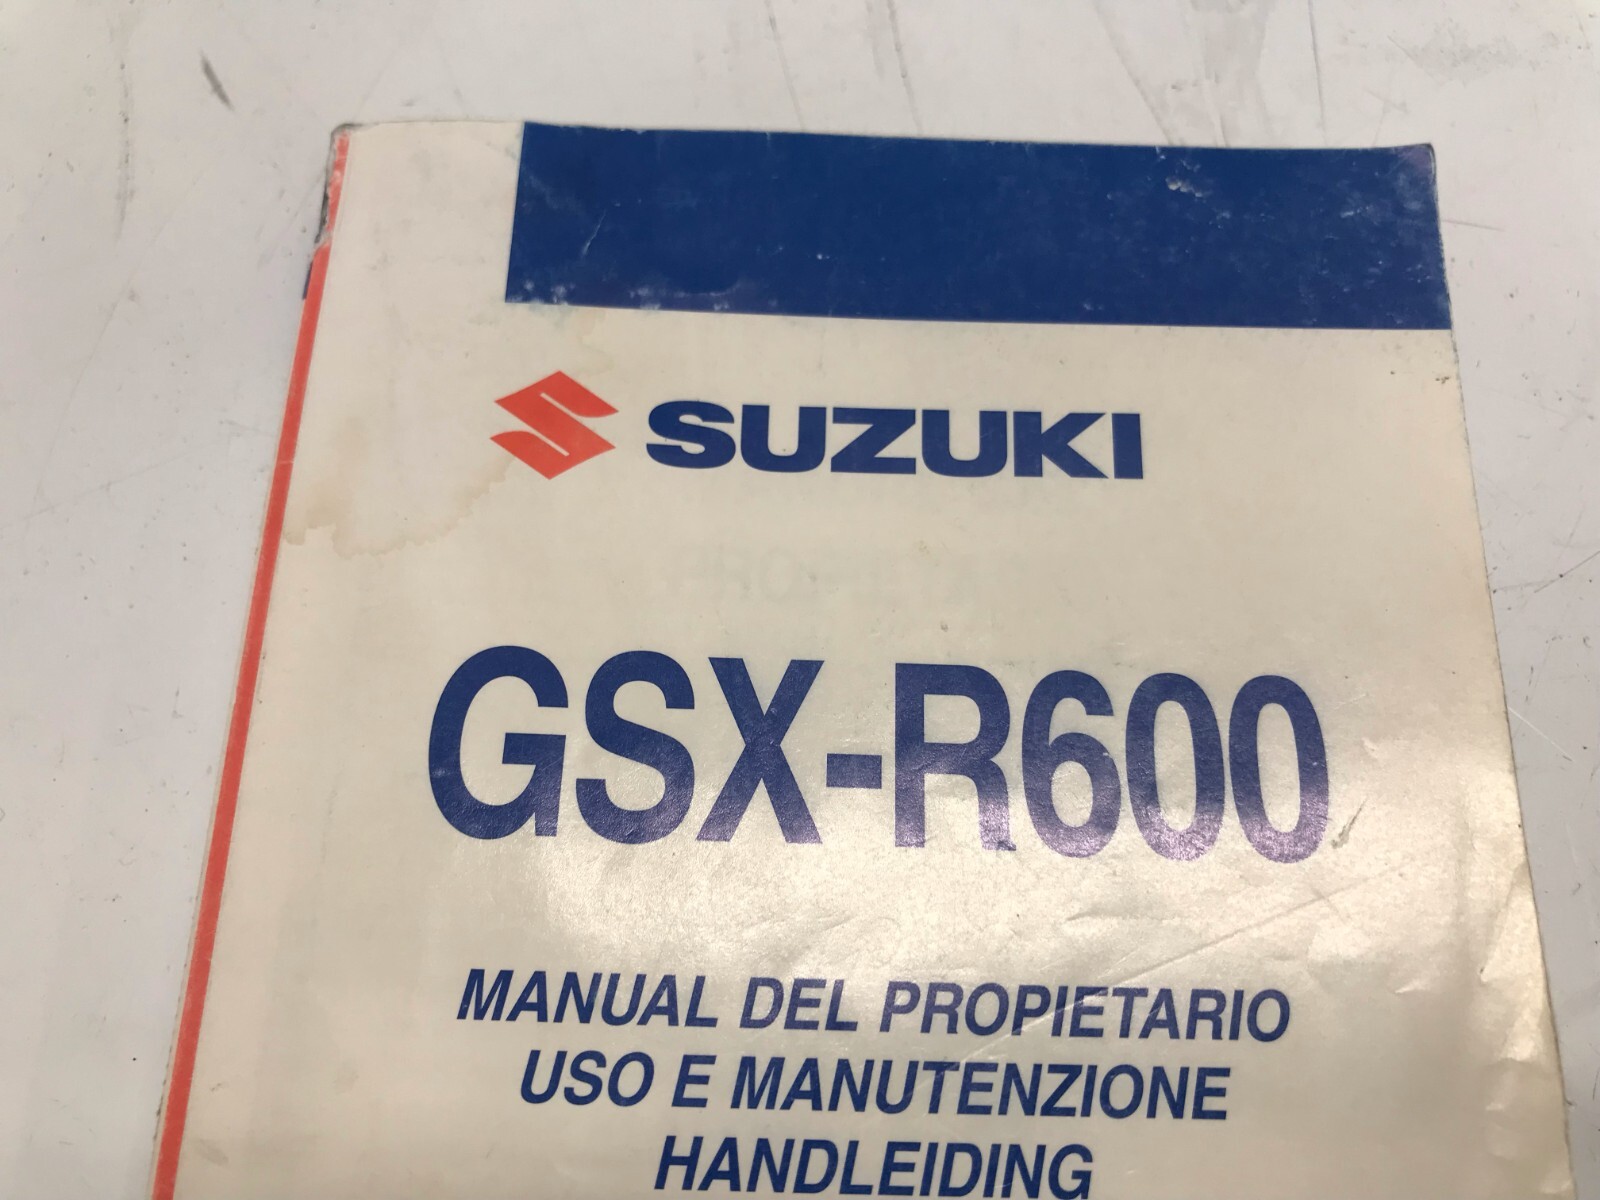 SUZUKI
GSX-R600
MANUAL DEL PROPIETARIO
USO E MANUTENZIONE
HANDLEIDING